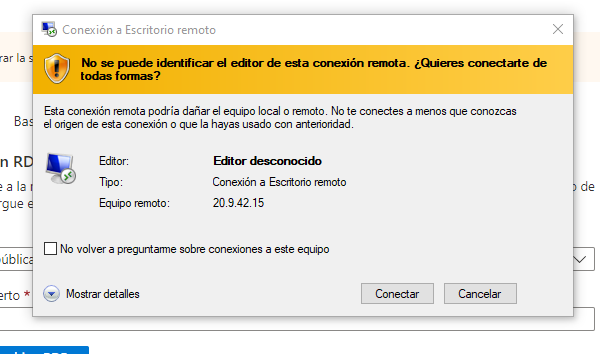 Conexión a Escritorio remoto
rar la s
No se puede identificar el editor de esta conexión remota. ¿Quieres conectarte de
todas formas?
Esta conexión remota podría dañar el equipo local o remoto. No te conectes a menos que conozcas
el origen de esta conexión o que la hayas usado con anterioridad.
Bas
n RD
Editor: Editor desconocido
Tipo: Conexión a Escritorio remoto
e a la r
o de
rgue e
Equipo remoto: 20.9.42.15
No volver a preguntarme sobre conexiones a este equipo
pública
erto *
Mostrar detalles
Conectar Cancelar